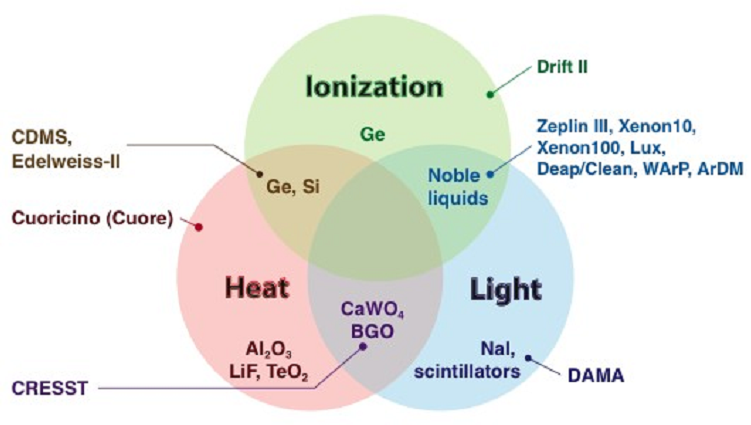 Ionization
Drift II
Ge
Zeplin III, Xenon10,
Xenon100, Lux,
Deap/Clean, WArP, ArDM
CDMS,
Edelweiss-II
Ge, Si
Noble
liquids
Cuoricino (Cuore)
Heat
Light
CaWO₄
BGO
Al₂O₃
LiF, TeO₂
NaI,
scintillators
DAMA
CRESST